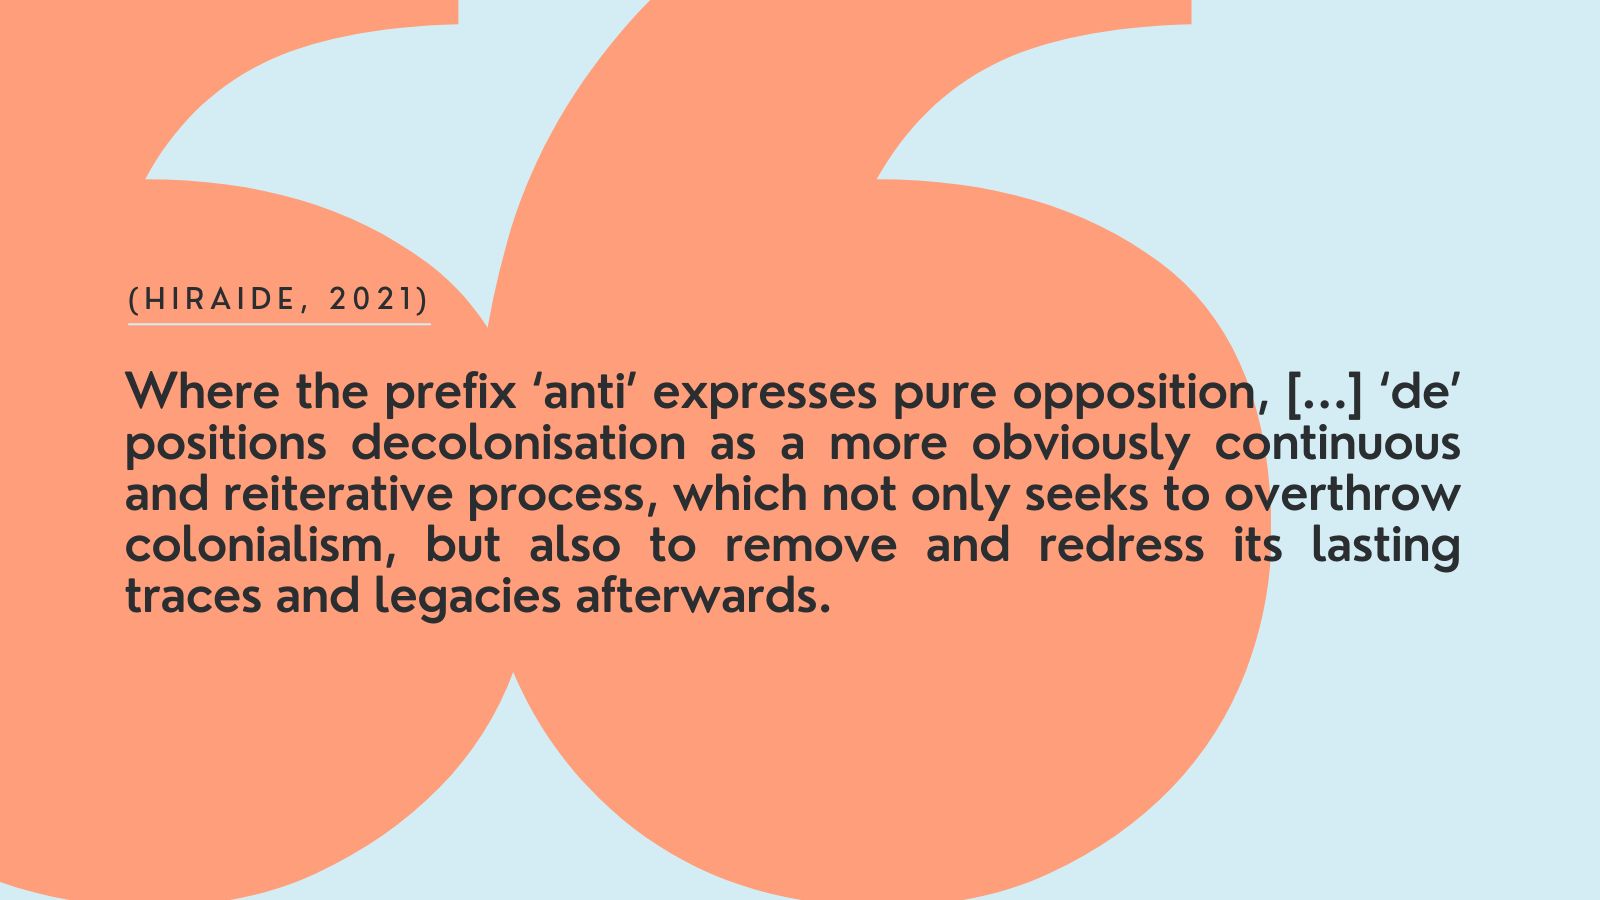 (HIRAIDE, 2021)
Where the prefix ‘anti’ expresses pure opposition, [...] ‘de’
positions decolonisation as a more obviously continuous
and reiterative process, which not only seeks to overthrow
colonialism, but also to remove and redress its lasting
traces and legacies afterwards.